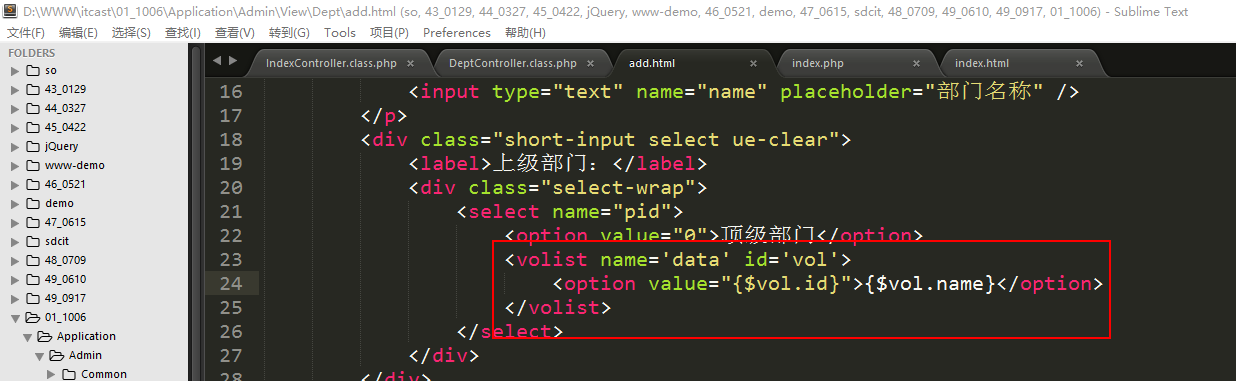 D:\WWW\itcast\01_1006\Application\Admin\View\Dept\add.html (so, 43_0129, 44_0327, 45_0422, jQuery, www-demo, 46_0521, demo, 47_0615, sdcit, 48_0709, 49_0610, 49_0917, 01_1006) - Sublime Text
文件(F) 编辑(E) 选择(S) 查找(I) 查看(V) 转到(G) Tools 项目(P) Preferences 帮助(H)
FOLDERS
so
43_0129
44_0327
45_0422
jQuery
www-demo
46_0521
demo
47_0615
sdcit
48_0709
49_0610
49_0917
01_1006
Application
Admin
Common
IndexController.class.php × DeptController.class.php × add.html × index.php × index.html ×
16 <input type="text" name="name" placeholder="部门名称" />
17 </p>
18 <div class="short-input select ue-clear">
19 <label>上级部门：</label>
20 <div class="select-wrap">
21 <select name="pid">
22 <option value="0">顶级部门</option>
23 <volist name='data' id='vol'>
24 <option value="{$vol.id}">{$vol.name}</option>
25 </volist>
26 </select>
27 </div>
28 </div>